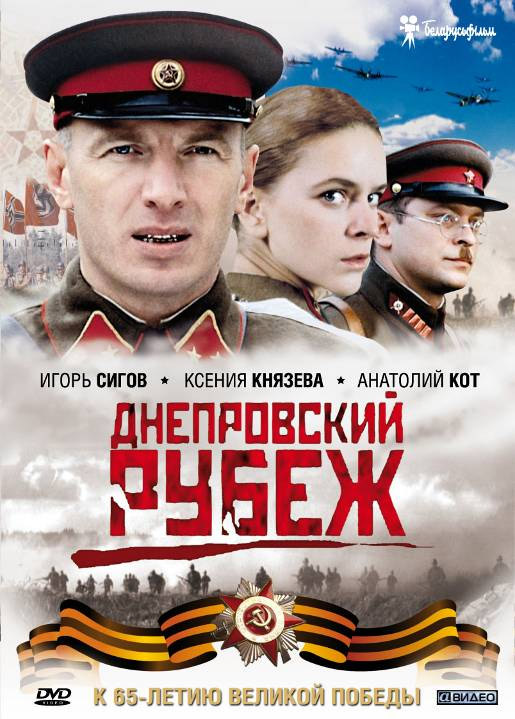 Беларусьфильм
ИГОРЬ СИГОВ ★ КСЕНИЯ КНЯЗЕВА ★ АНАТОЛИЙ КОТ
ДНЕПРОВСКИЙ
РУБЕЖ
DVD
VIDEO
К 65-ЛЕТИЮ ВЕЛИКОЙ ПОБЕДЫ
ВИДЕО